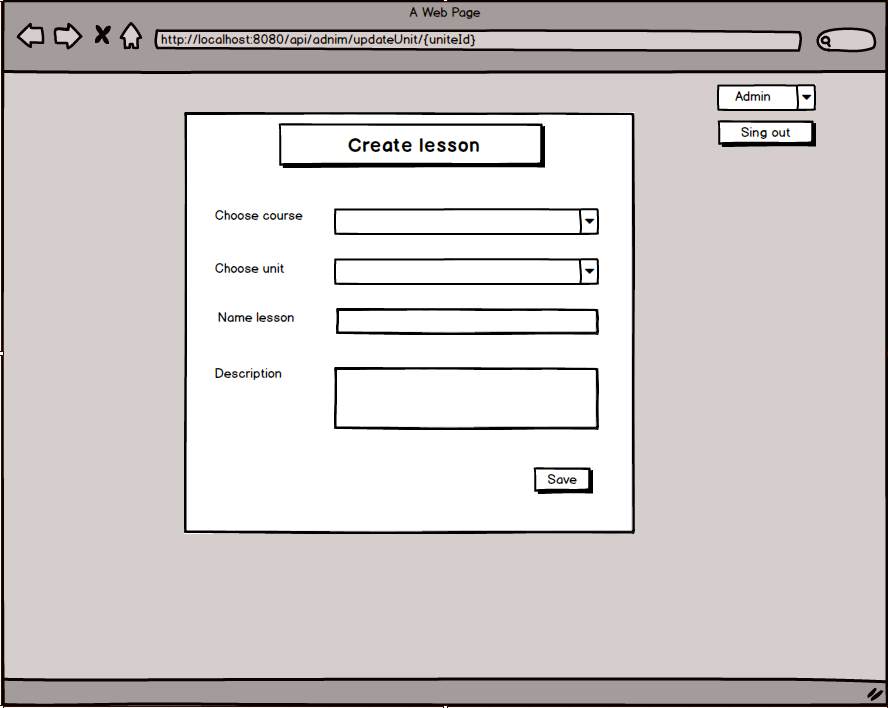 A Web Page
http://localhost:8080/api/adnim/updateUnit/{uniteId}
Admin
Sing out
Create lesson
Choose course
Choose unit
Name lesson
Description
Save